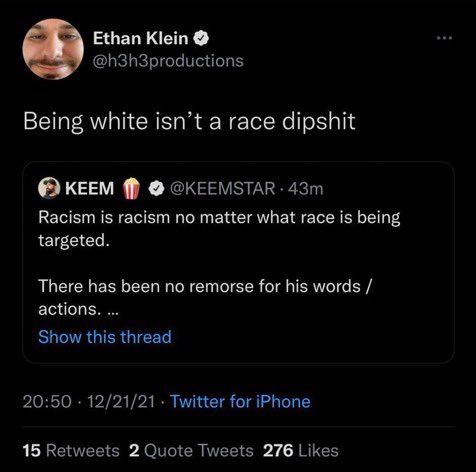 Ethan Klein
@h3h3productions
Being white isn’t a race dipshit
KEEM 🍿 @KEEMSTAR · 43m
Racism is racism no matter what race is being
targeted.
There has been no remorse for his words /
actions. ...
Show this thread
20:50 · 12/21/21 · Twitter for iPhone
15 Retweets 2 Quote Tweets 276 Likes